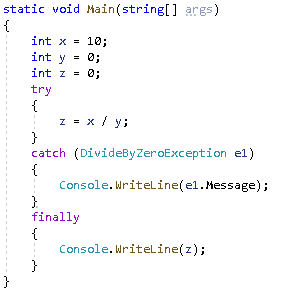 static void Main(string[] args)
{
    int x = 10;
    int y = 0;
    int z = 0;
    try
    {
        z = x / y;
    }
    catch (DivideByZeroException e1)
    {
        Console.WriteLine(e1.Message);
    }
    finally
    {
        Console.WriteLine(z);
    }
}